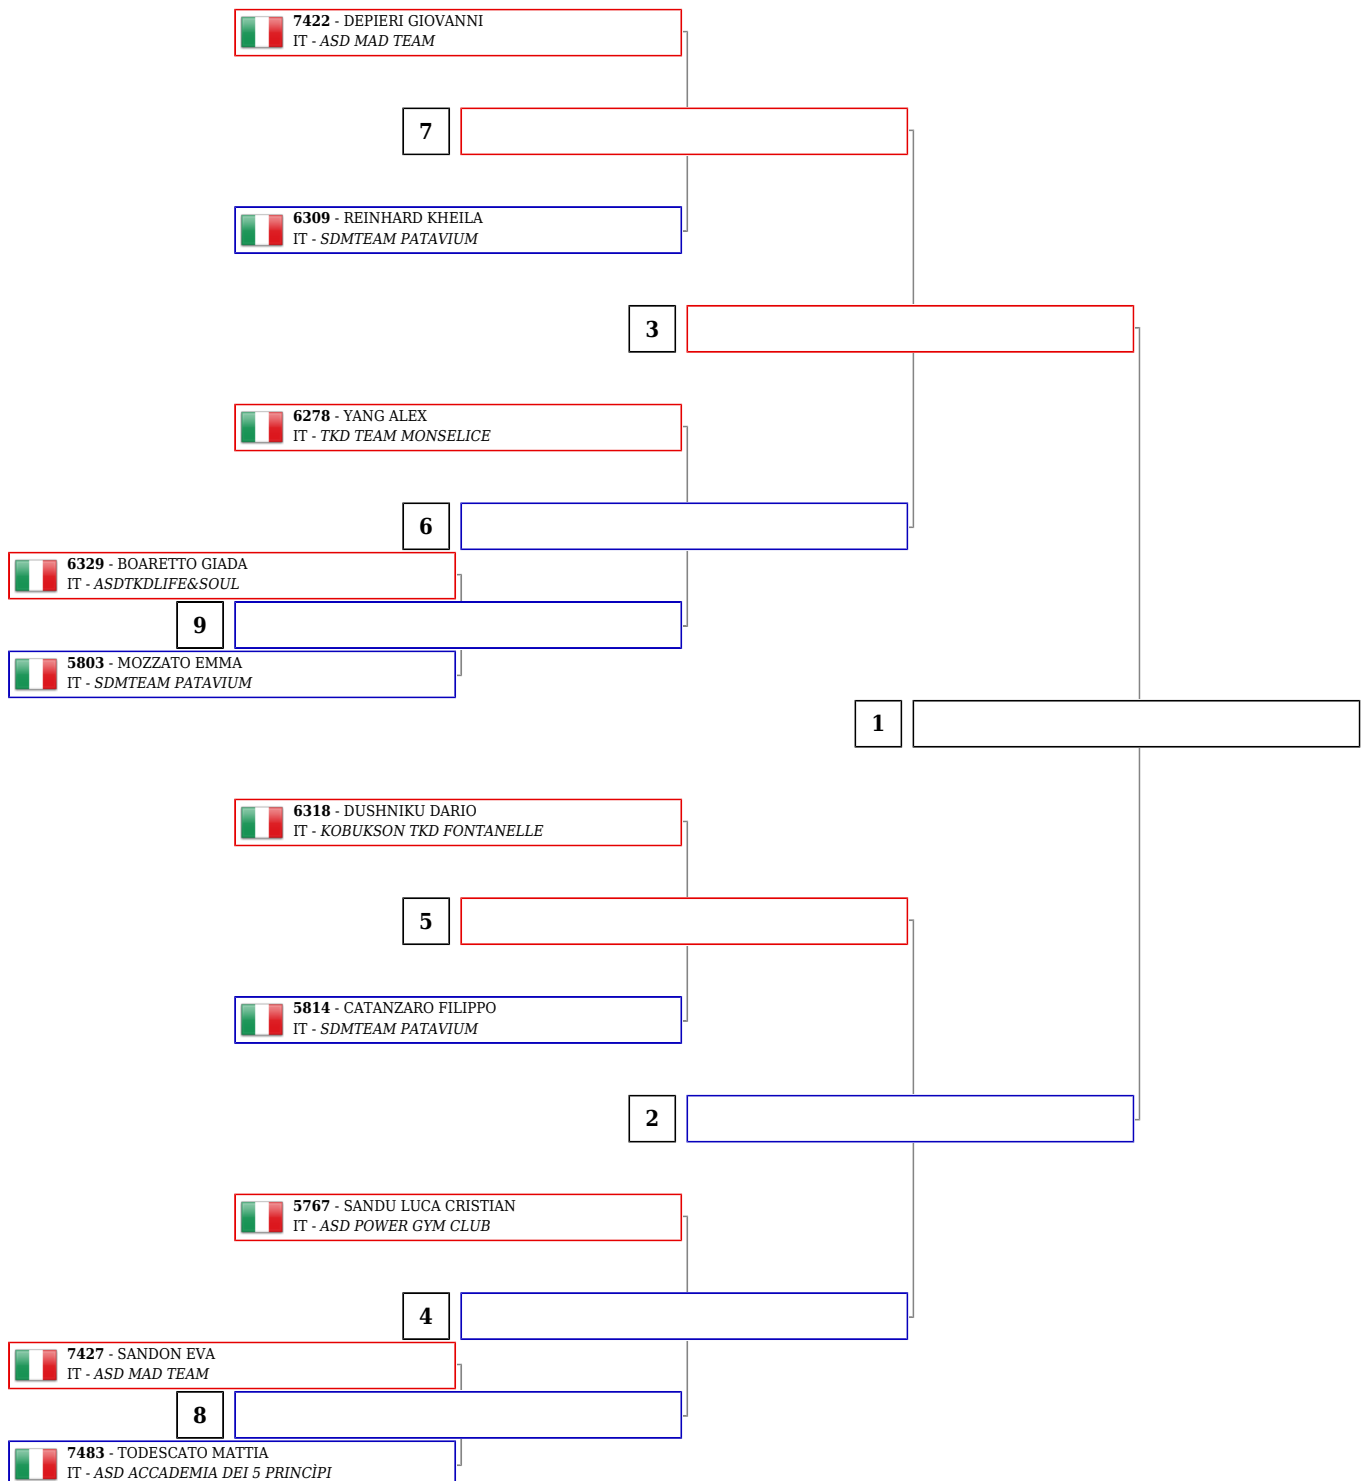 7422 - DEPIERI GIOVANNI
IT - ASD MAD TEAM
7
6309 - REINHARD KHEILA
IT - SDMTEAM PATAVIUM
3
6278 - YANG ALEX
IT - TKD TEAM MONSELICE
6
6329 - BOARETTO GIADA
IT - ASDTKDLIFE&SOUL
9
5803 - MOZZATO EMMA
IT - SDMTEAM PATAVIUM
1
6318 - DUSHNIKU DARIO
IT - KOBUKSON TKD FONTANELLE
5
5814 - CATANZARO FILIPPO
IT - SDMTEAM PATAVIUM
2
5767 - SANDU LUCA CRISTIAN
IT - ASD POWER GYM CLUB
4
7427 - SANDON EVA
IT - ASD MAD TEAM
8
7483 - TODESCATO MATTIA
IT - ASD ACCADEMIA DEI 5 PRINCÌPI